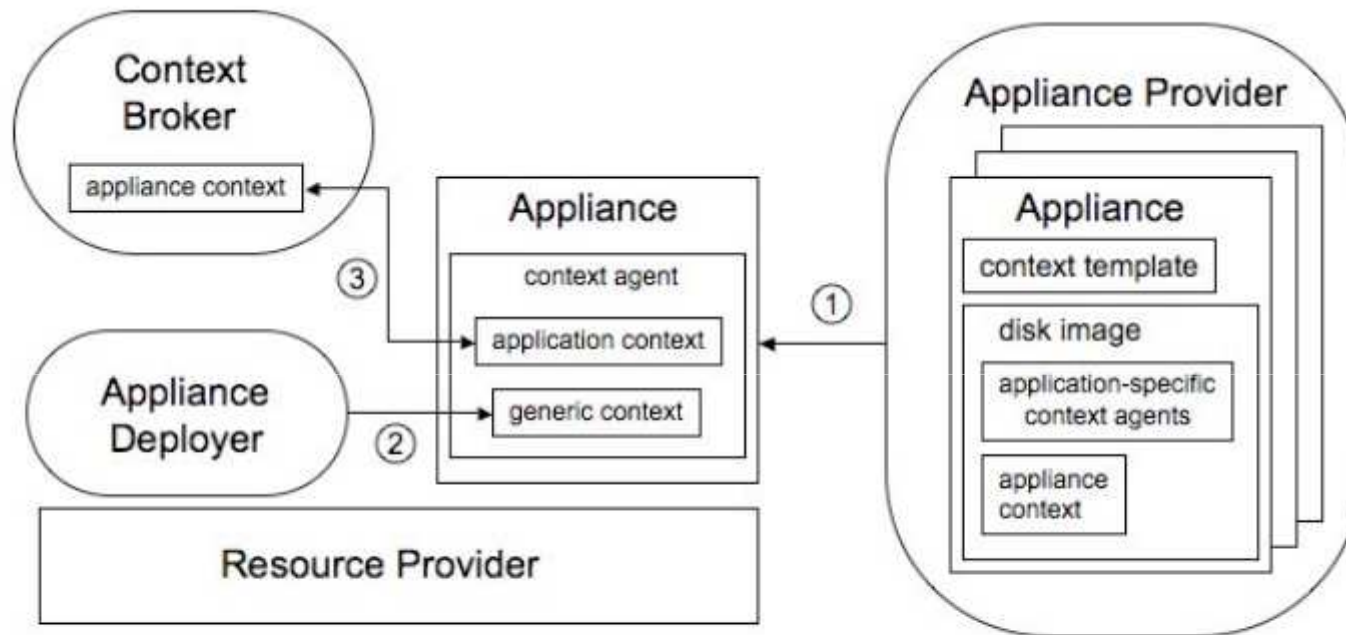 Context
Broker
appliance context
Appliance
Deployer
Resource Provider
Appliance
context agent
application context
generic context
③
②
①
Appliance Provider
Appliance
context template
disk image
application-specific
context agents
appliance
context